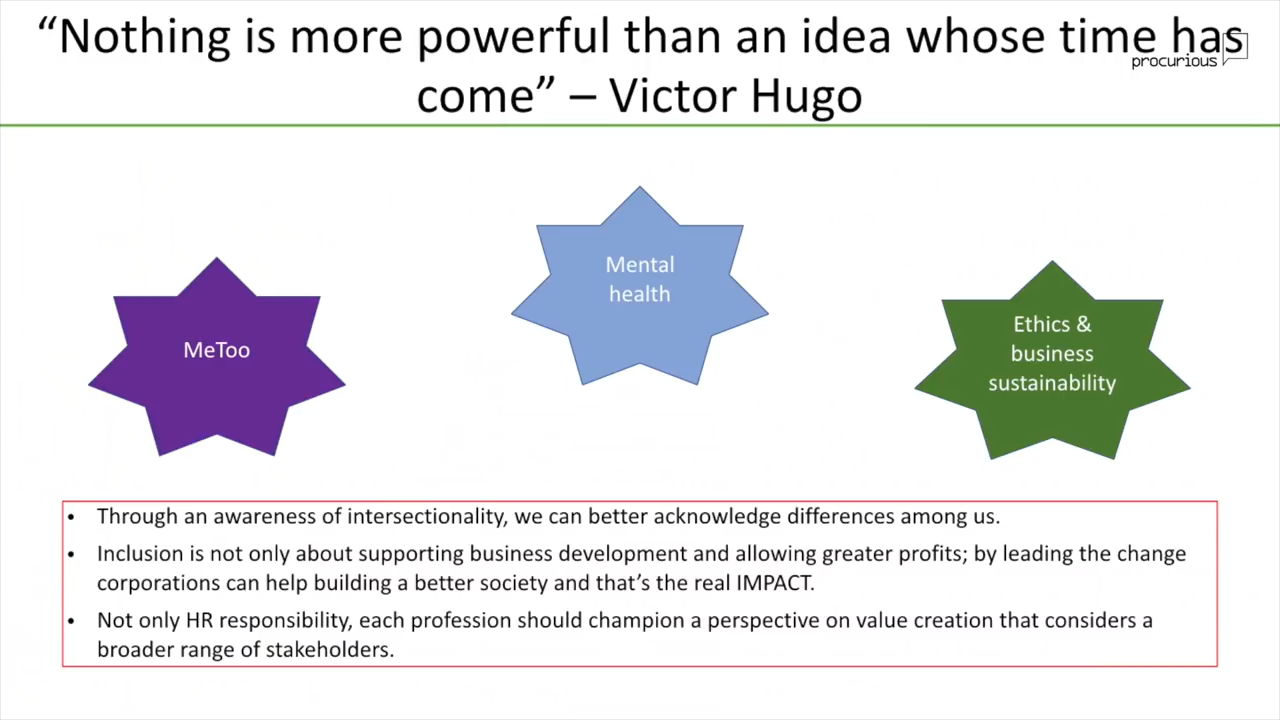 “Nothing is more powerful than an idea whose time has
come” – Victor Hugo
procurious
Mental
health
MeToo
Ethics &
business
sustainability
• Through an awareness of intersectionality, we can better acknowledge differences among us.
• Inclusion is not only about supporting business development and allowing greater profits; by leading the change
corporations can help building a better society and that’s the real IMPACT.
• Not only HR responsibility, each profession should champion a perspective on value creation that considers a
broader range of stakeholders.